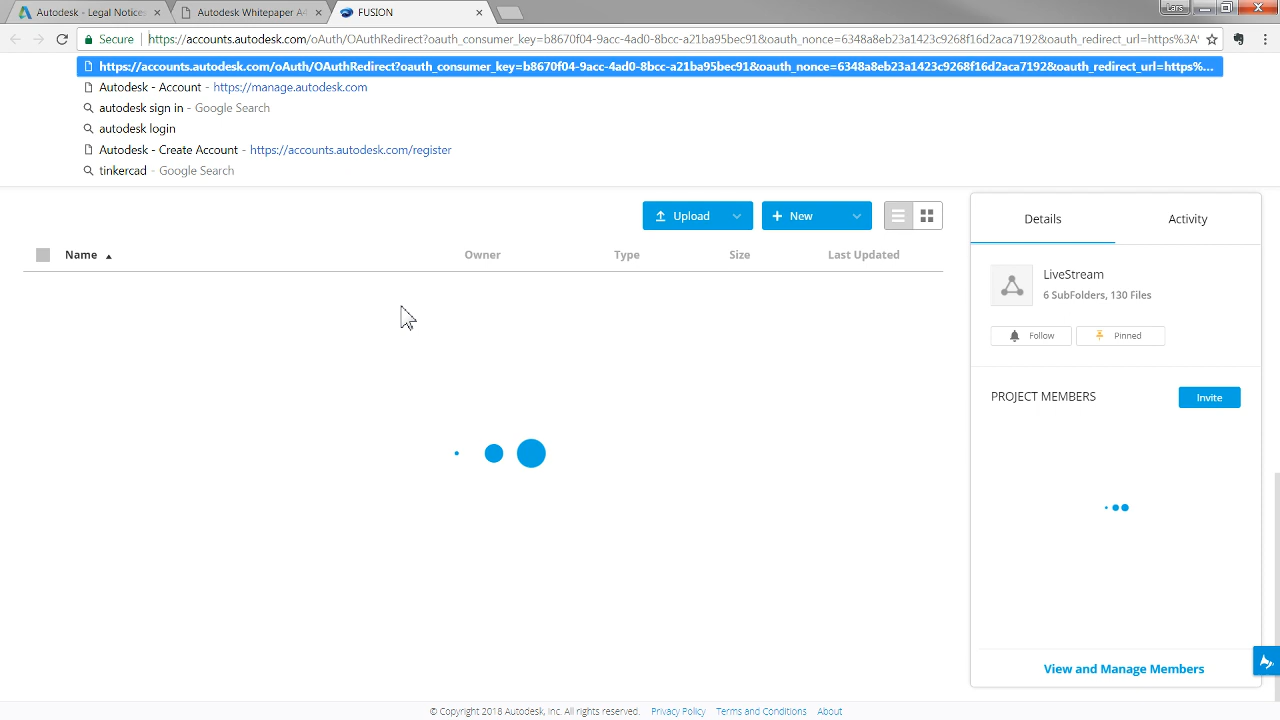 Autodesk - Legal Notices
Autodesk Whitepaper A4
FUSION
Lars
Secure
https://accounts.autodesk.com/oAuth/OAuthRedirect?oauth_consumer_key=b8670f04-9acc-4ad0-8bcc-a21ba95bec91&oauth_nonce=6348a8eb23a1423c9268f16d2aca7192&oauth_redirect_url=https%3A
https://accounts.autodesk.com/oAuth/OAuthRedirect?oauth_consumer_key=b8670f04-9acc-4ad0-8bcc-a21ba95bec91&oauth_nonce=6348a8eb23a1423c9268f16d2aca7192&oauth_redirect_url=https%...
Autodesk - Account - https://manage.autodesk.com
autodesk sign in - Google Search
autodesk login
Autodesk - Create Account - https://accounts.autodesk.com/register
tinkercad - Google Search
Upload
New
Details
Activity
Name
Owner
Type
Size
Last Updated
LiveStream
6 SubFolders, 130 Files
Follow
Pinned
PROJECT MEMBERS
Invite
View and Manage Members
© Copyright 2018 Autodesk, Inc. All rights reserved. Privacy Policy Terms and Conditions About